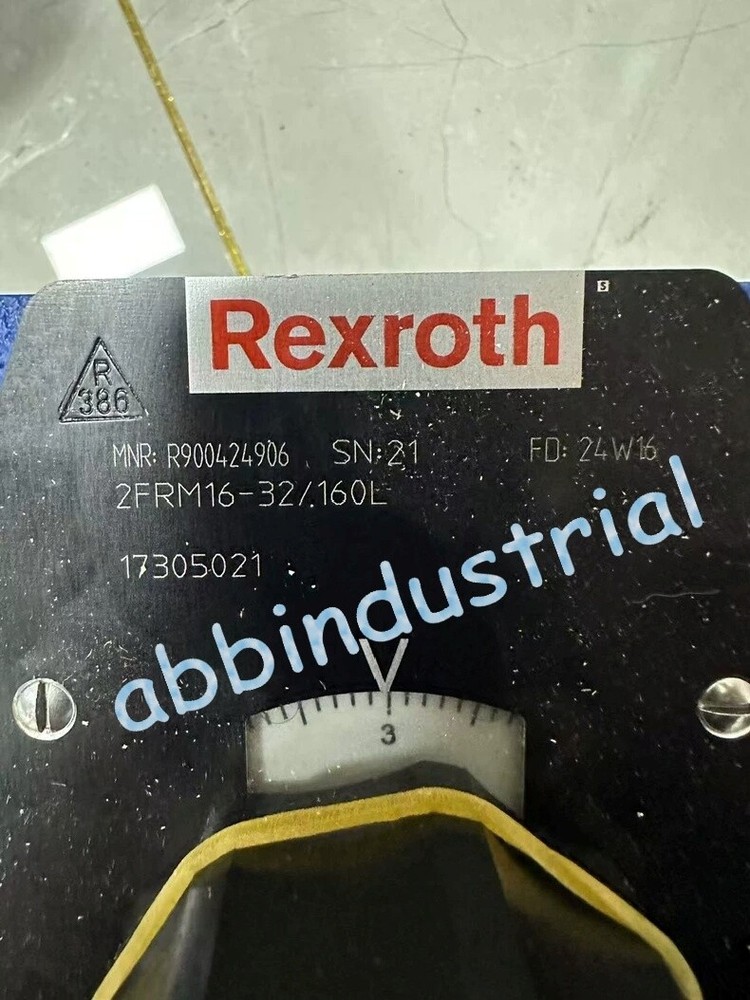 Rexroth
S
R
386
MNR: R900424906 SN:21 FD: 24W16
2FRM16-32/160L
17305021
abbindustrial
3